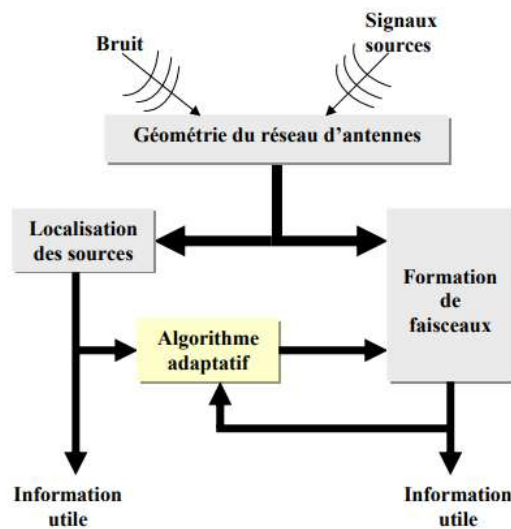 Bruit
Signaux
sources
Géométrie du réseau d'antennes
Localisation
des sources
Formation
de
faisceaux
Algorithme
adaptatif
Information
utile
Information
utile